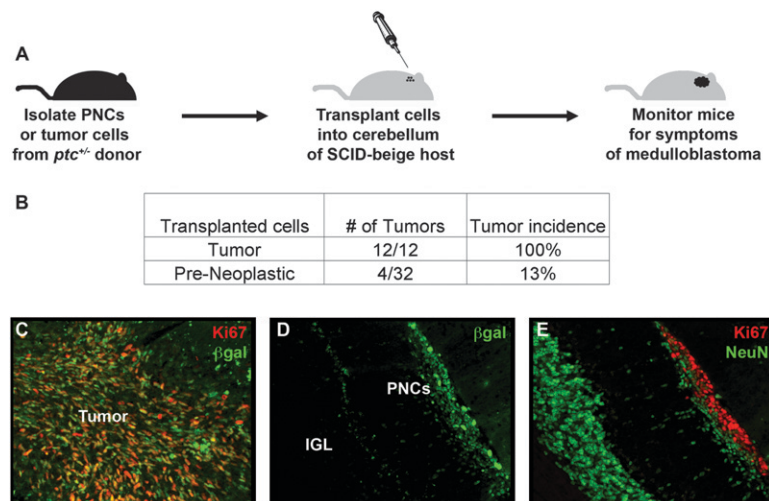 A
Isolate PNCs
or tumor cells
from ptc+/- donor
Transplant cells
into cerebellum
of SCID-beige host
Monitor mice
for symptoms
of medulloblastoma
B
Transplanted cells # of Tumors Tumor incidence
Tumor 12/12 100%
Pre-Neoplastic 4/32 13%
C Ki67
βgal
Tumor
D βgal
PNCs
IGL
E Ki67
NeuN